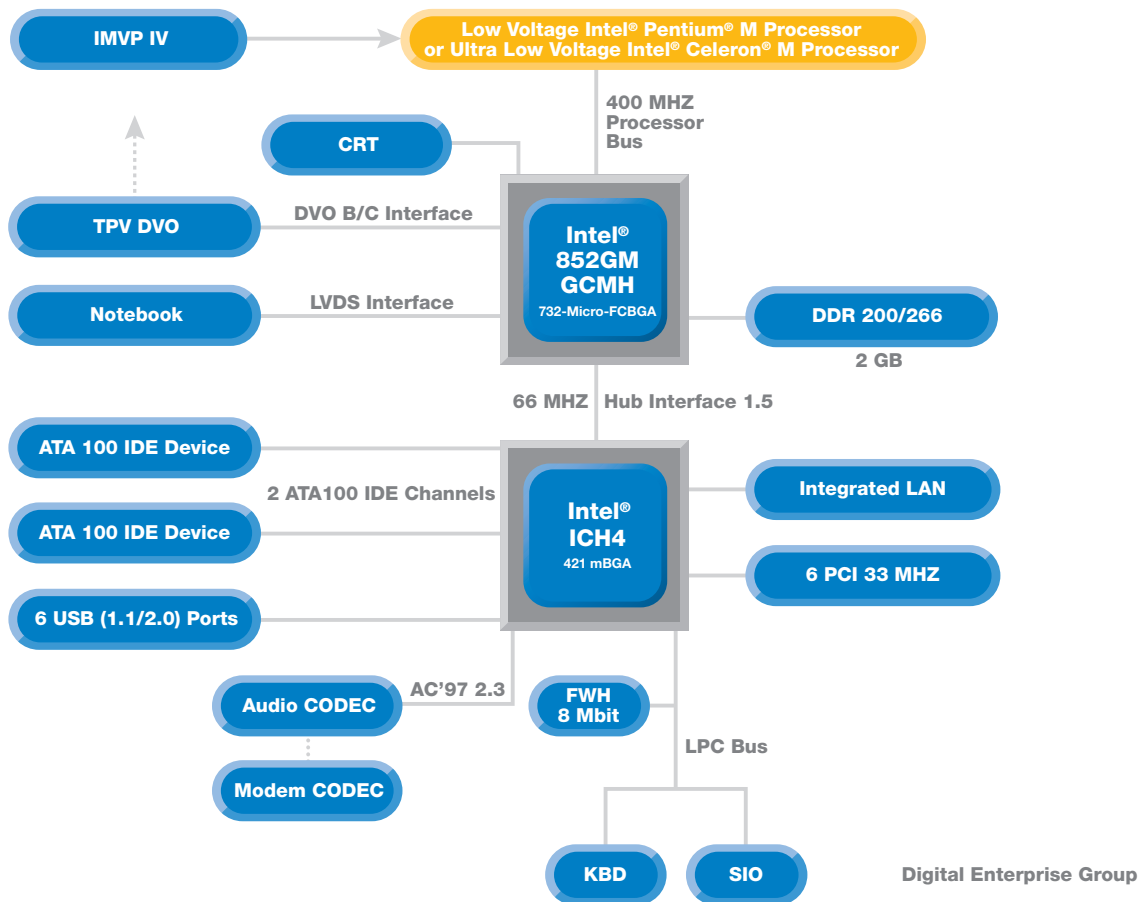 IMVP IV
Low Voltage Intel® Pentium® M Processor
or Ultra Low Voltage Intel® Celeron® M Processor
400 MHZ
Processor
Bus
CRT
TPV DVO
DVO B/C Interface
Intel®
852GM
GCMH
732-Micro-FCBGA
Notebook
LVDS Interface
DDR 200/266
2 GB
66 MHZ
Hub Interface 1.5
ATA 100 IDE Device
2 ATA100 IDE Channels
ATA 100 IDE Device
Intel®
ICH4
421 mBGA
Integrated LAN
6 PCI 33 MHZ
6 USB (1.1/2.0) Ports
Audio CODEC
AC’97 2.3
FWH
8 Mbit
LPC Bus
Modem CODEC
KBD
SIO
Digital Enterprise Group